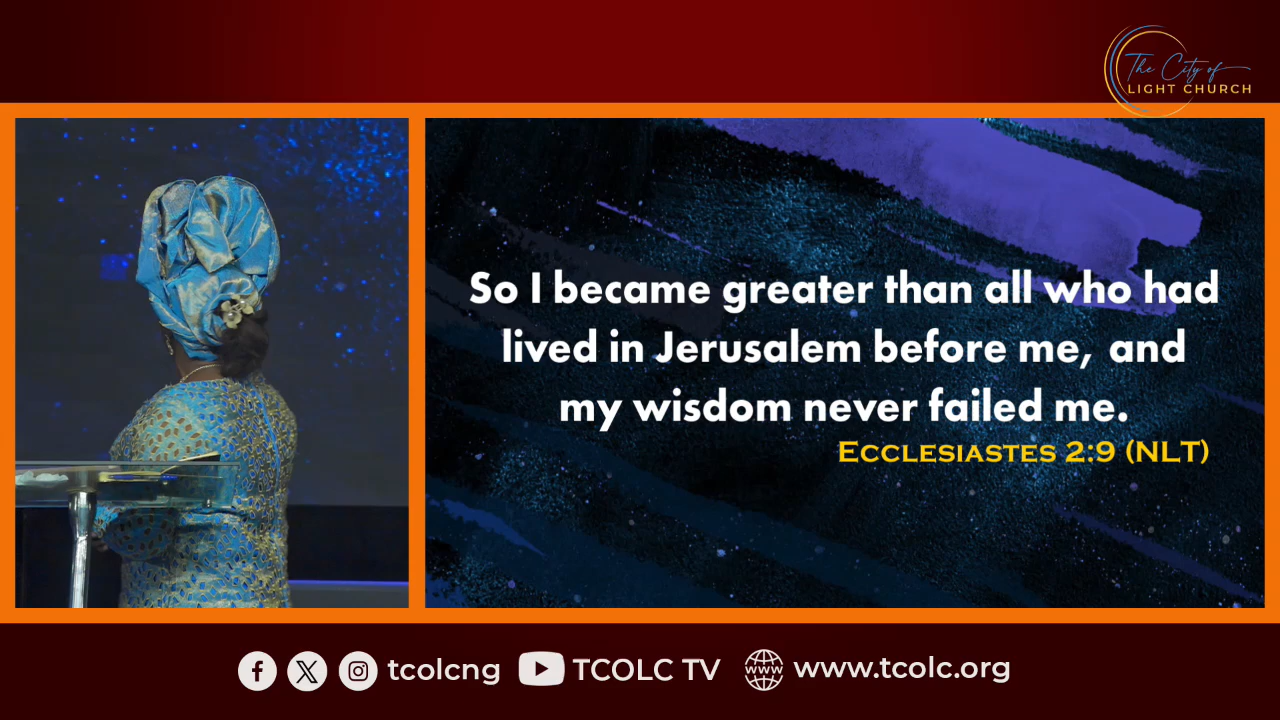 The City of
LIGHT CHURCH
So I became greater than all who had
lived in Jerusalem before me, and
my wisdom never failed me.
ECCLESIASTES 2:9 (NLT)
tcolcng TCOLC TV www.tcolc.org